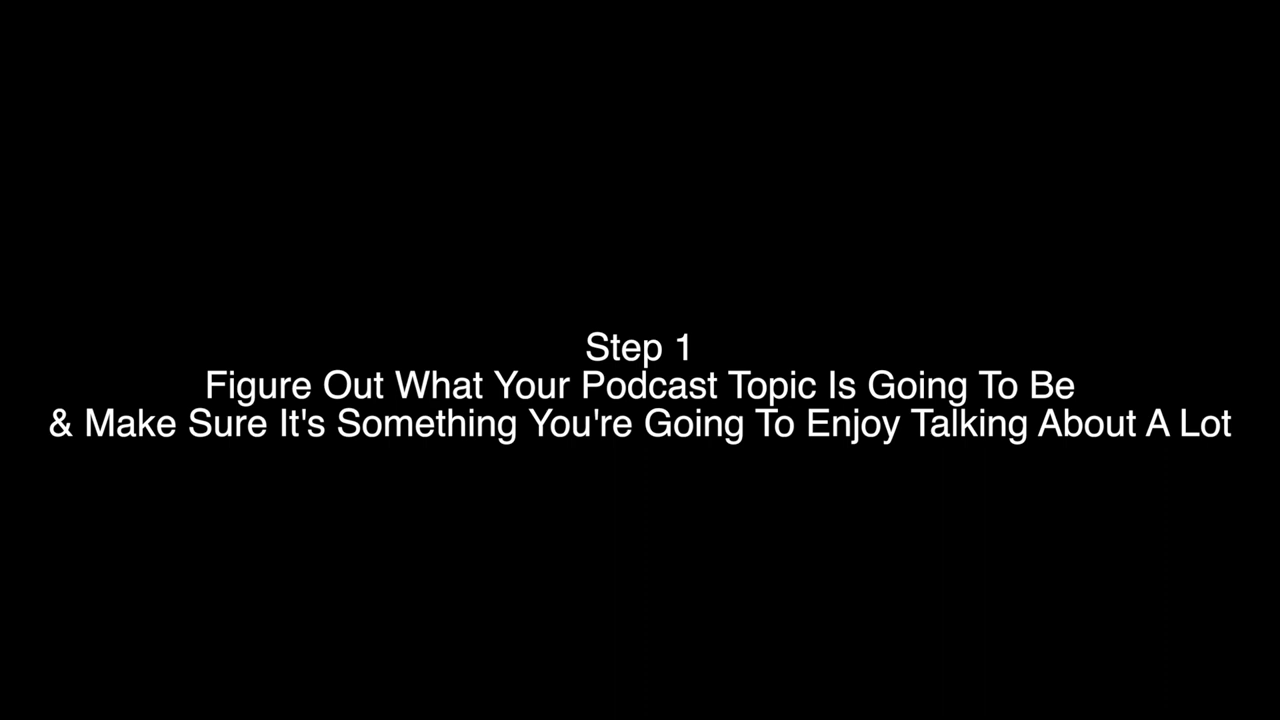 Step 1
Figure Out What Your Podcast Topic Is Going To Be
& Make Sure It's Something You're Going To Enjoy Talking About A Lot